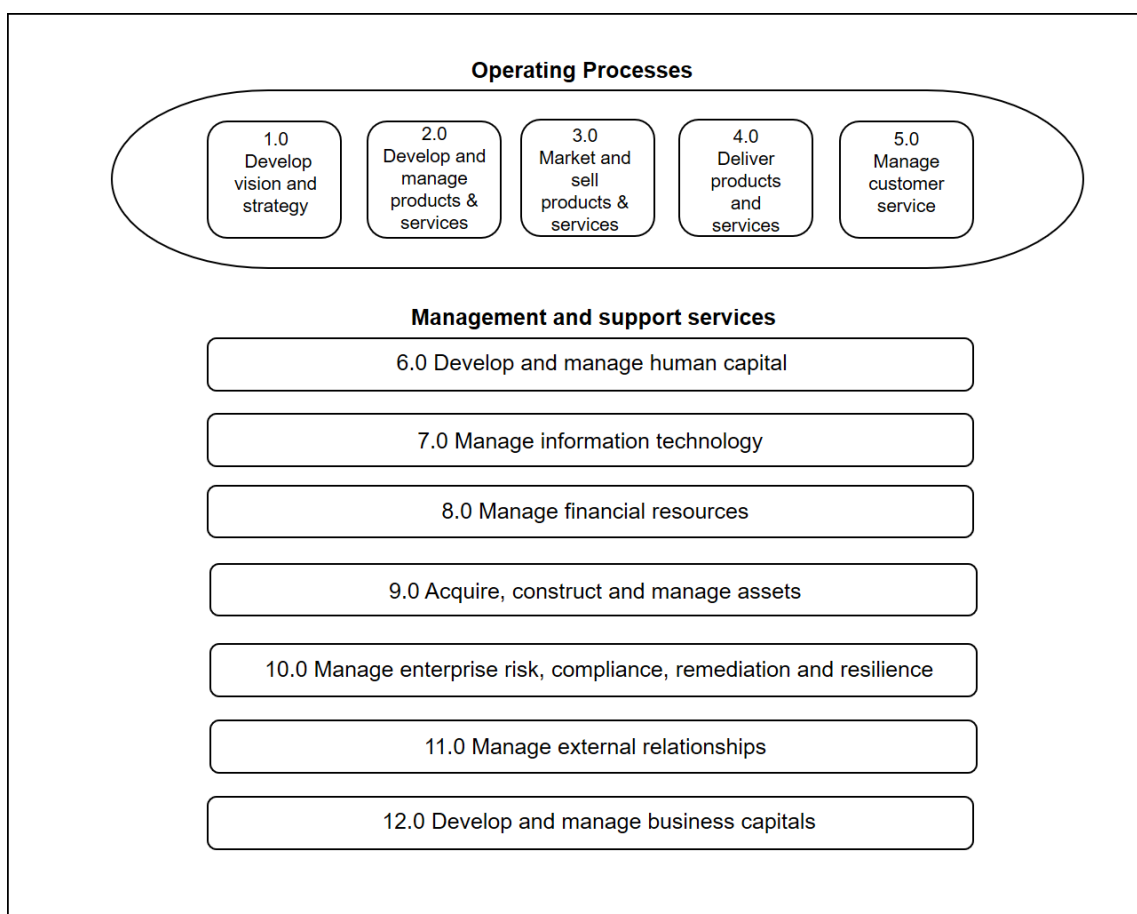 Operating Processes
1.0
Develop
vision and
strategy
2.0
Develop and
manage
products &
services
3.0
Market and
sell
products &
services
4.0
Deliver
products
and
services
5.0
Manage
customer
service
Management and support services
6.0 Develop and manage human capital
7.0 Manage information technology
8.0 Manage financial resources
9.0 Acquire, construct and manage assets
10.0 Manage enterprise risk, compliance, remediation and resilience
11.0 Manage external relationships
12.0 Develop and manage business capitals